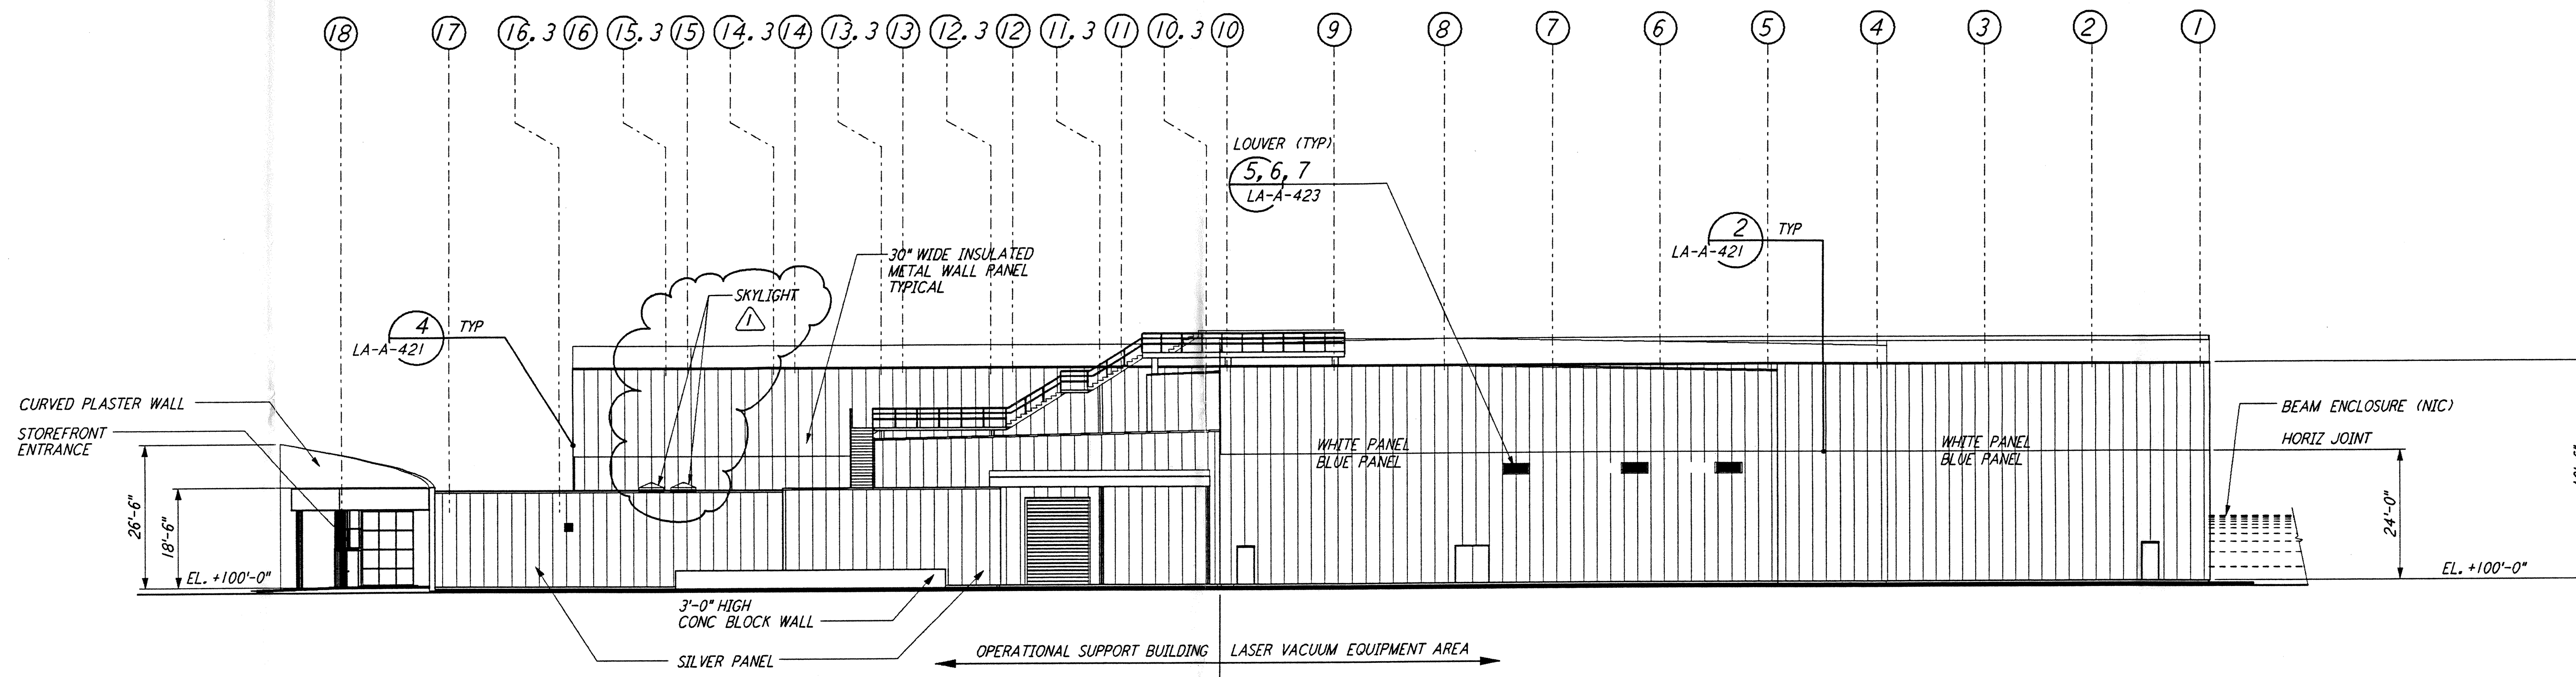 18 17 16.3 16 15.3 15 14.3 14 13.3 13 12.3 12 11.3 11 10.3 10 9 8 7 6 5 4 3 2 1
LOUVER (TYP)
5, 6, 7
LA-A-423
2 TYP
LA-A-421
30" WIDE INSULATED
METAL WALL PANEL
TYPICAL
SKYLIGHT
1
4 TYP
LA-A-421
CURVED PLASTER WALL
STOREFRONT
ENTRANCE
WHITE PANEL
BLUE PANEL
WHITE PANEL
BLUE PANEL
BEAM ENCLOSURE (NIC)
HORIZ JOINT
26'-6"
18'-6"
24'-0"
EL. +100'-0"
EL. +100'-0"
3'-0" HIGH
CONC BLOCK WALL
SILVER PANEL
OPERATIONAL SUPPORT BUILDING
LASER VACUUM EQUIPMENT AREA